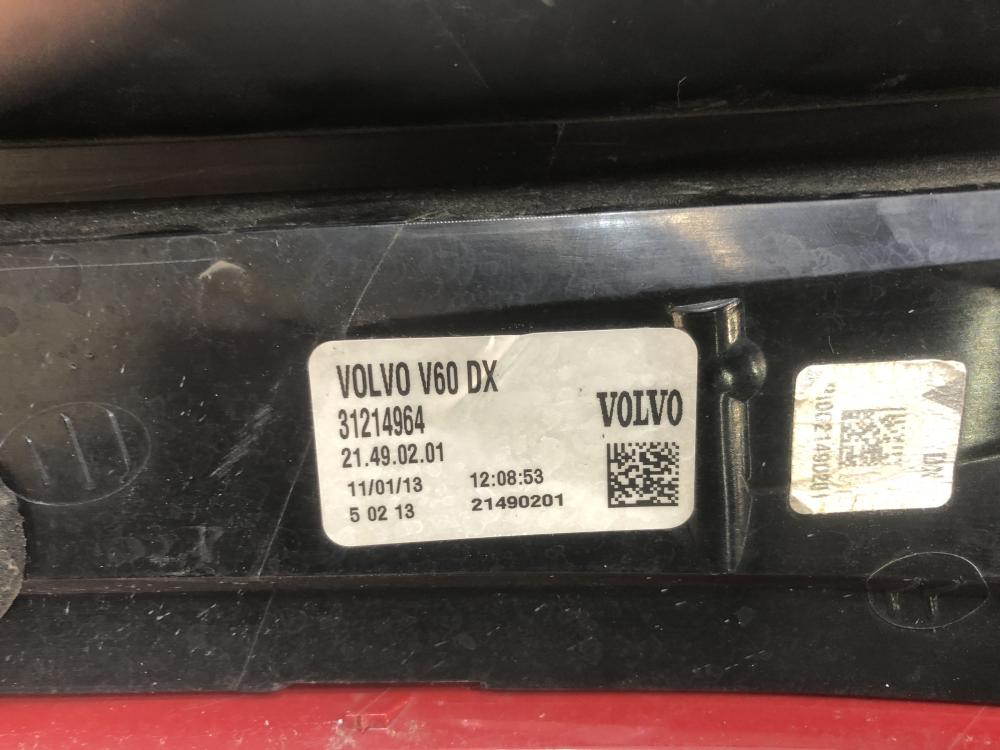 VOLVO V60 DX
31214964
21.49.02.01
11/01/13 12:08:53
5 02 13 21490201
VOLVO
DX